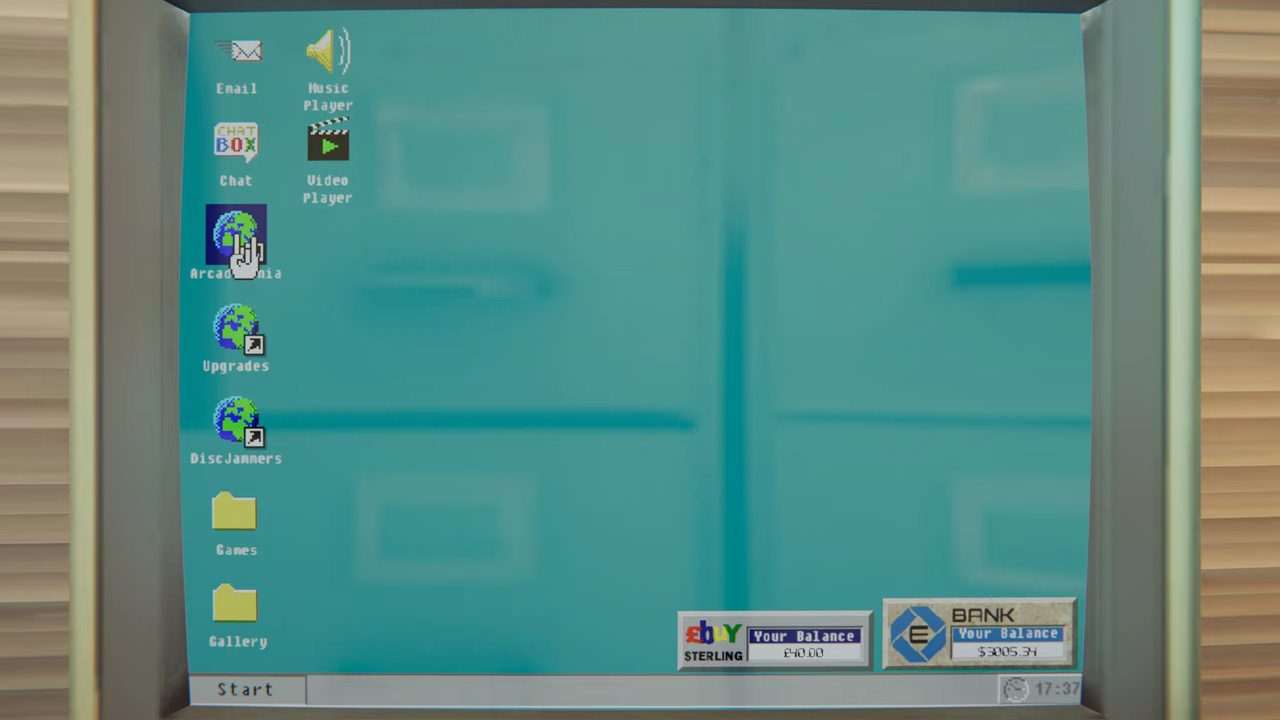 Email
Music
Player
CHAT
BOX
Chat
Video
Player
Upgrades
DiscJammers
Games
Gallery
£buY
STERLING
Your Balance
£40.00
E
BANK
Your Balance
$3005.34
Start
17:37